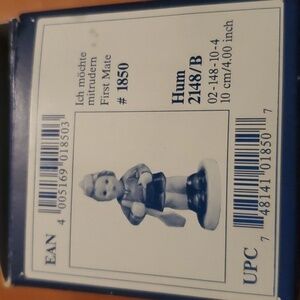 Ich möchte
mitrudern
First Mate
# 1850
Hum
2148/B
02-148-10-4
10 cm/4.00 inch
EAN
4 005169 018503
UPC
7 48141 01850 7